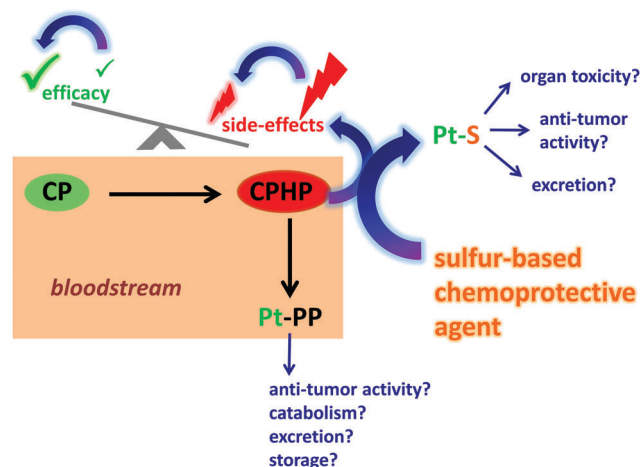 efficacy
side-effects
organ toxicity?
Pt-S
anti-tumor
activity?
excretion?
CP
CPHP
bloodstream
sulfur-based
chemoprotective
agent
Pt-PP
anti-tumor activity?
catabolism?
excretion?
storage?